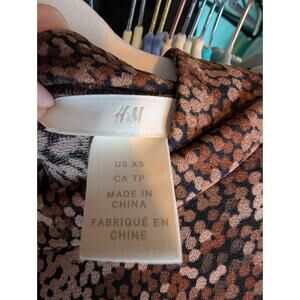 H&M
US XS
CA TP
MADE IN
CHINA
FABRIQUÉ EN
CHINE